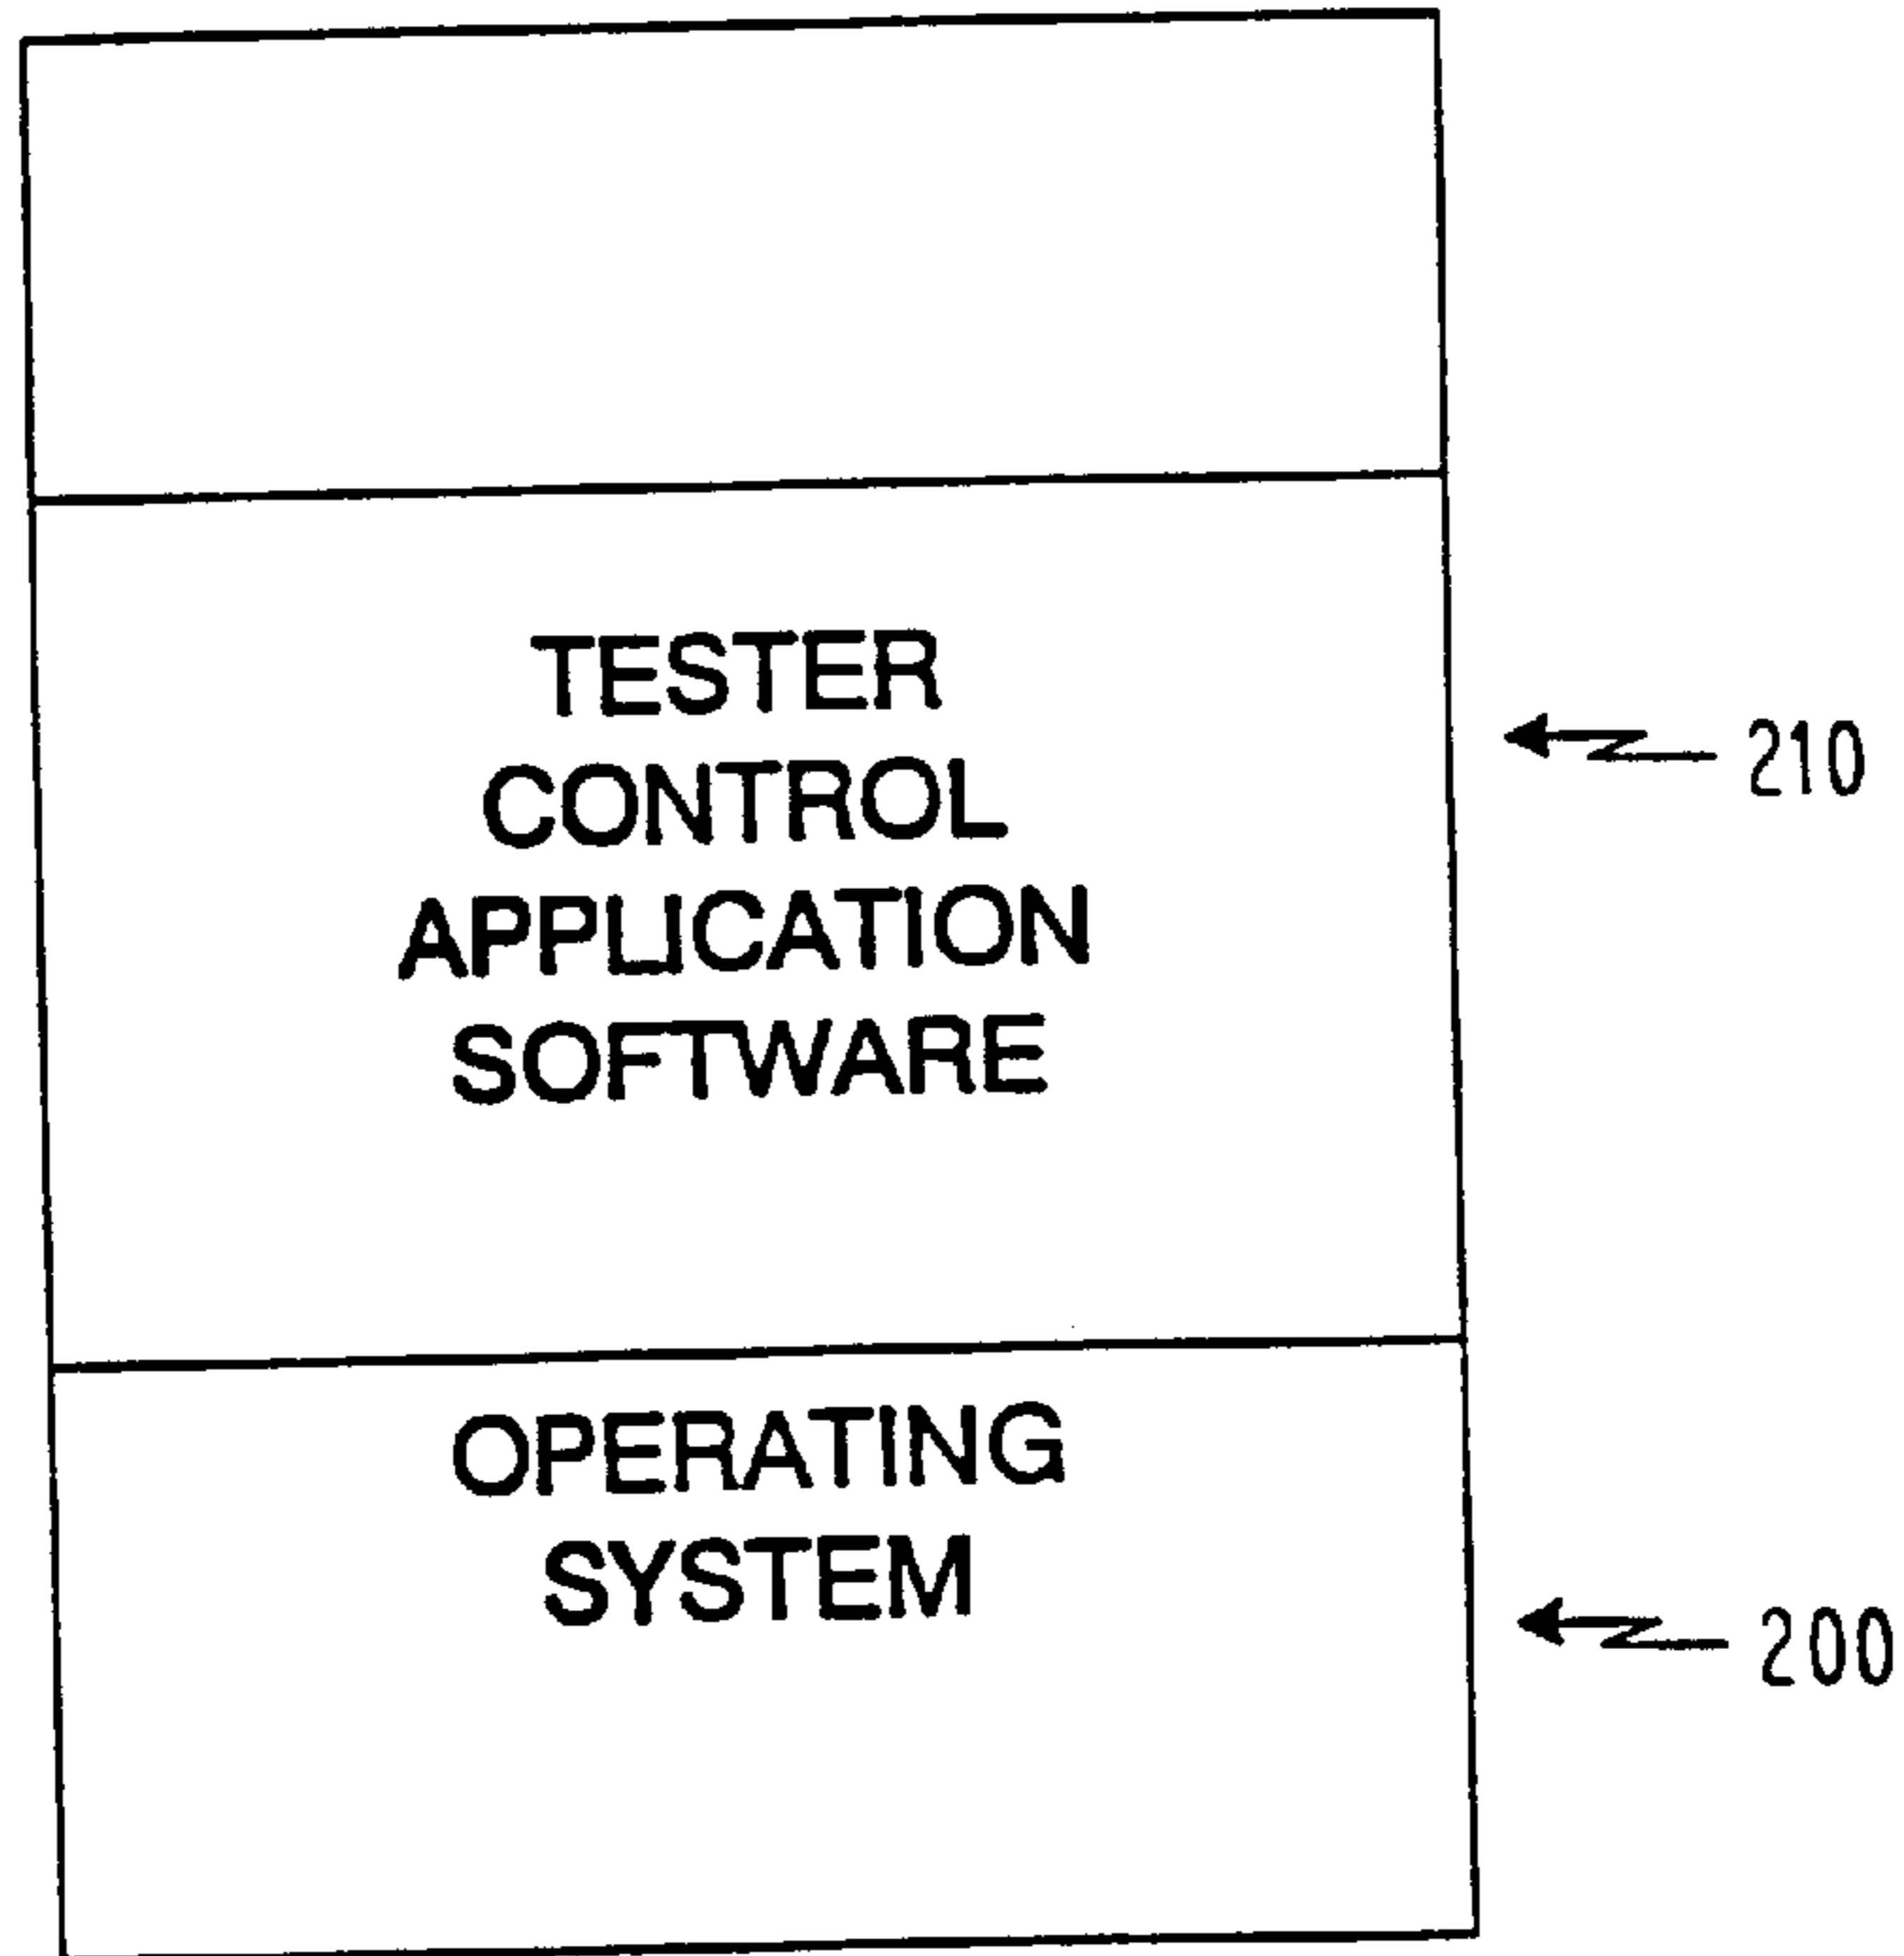 TESTER
CONTROL
APPLICATION
SOFTWARE
210
OPERATING
SYSTEM
200